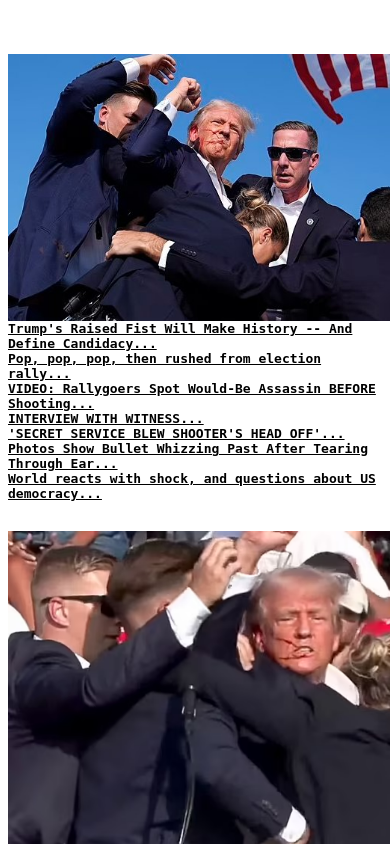 Trump's Raised Fist Will Make History -- And
Define Candidacy...
Pop, pop, pop, then rushed from election
rally...
VIDEO: Rallygoers Spot Would-Be Assassin BEFORE
Shooting...
INTERVIEW WITH WITNESS...
'SECRET SERVICE BLEW SHOOTER'S HEAD OFF'...
Photos Show Bullet Whizzing Past After Tearing
Through Ear...
World reacts with shock, and questions about US
democracy...